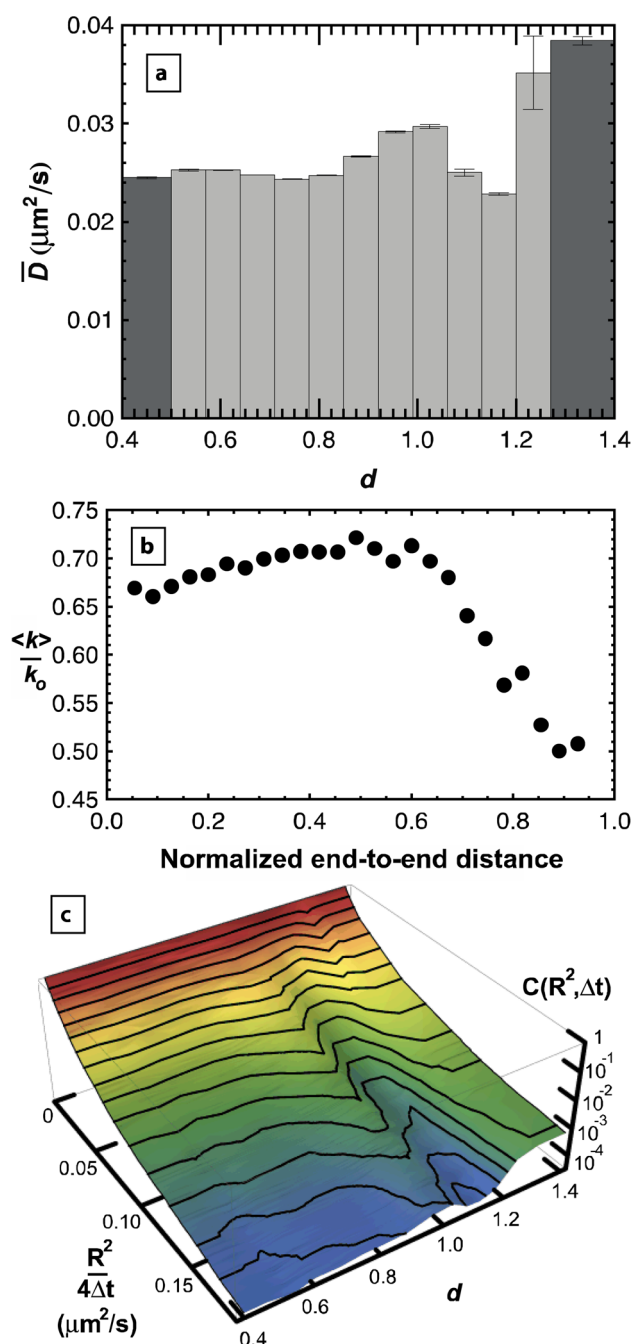 a
0.04
0.03
0.02
0.01
0.00
D̅ (μm²/s)
0.4 0.6 0.8 1.0 1.2 1.4
d
b
0.75
0.70
0.65
0.60
0.55
0.50
0.45
<k>
k₀
0.0 0.2 0.4 0.6 0.8 1.0
Normalized end-to-end distance
c
C(R²,Δt)
1
10⁻¹
10⁻²
10⁻³
10⁻⁴
0
0.05
0.10
0.15
R²
4Δt
(μm²/s)
0.4 0.6 0.8 1.0 1.2 1.4
d